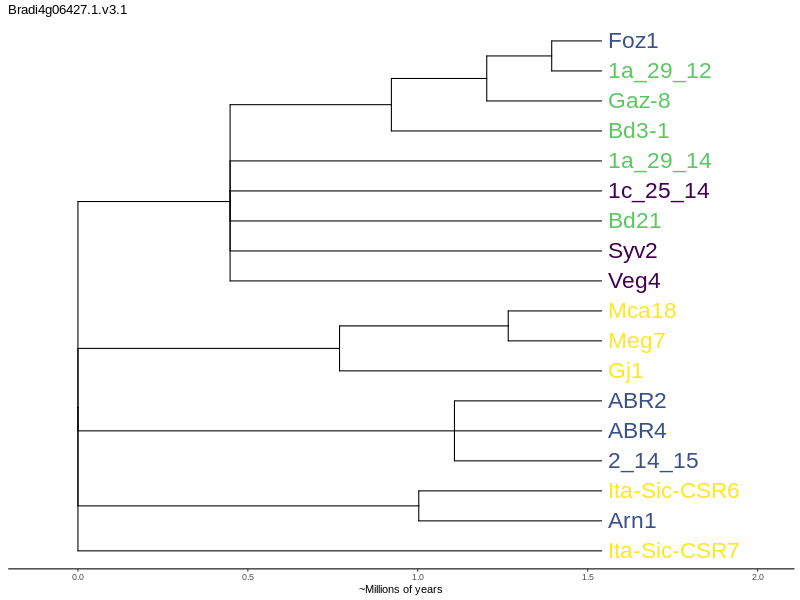 Bradi4g06427.1.v3.1
Foz1
1a_29_12
Gaz-8
Bd3-1
1a_29_14
1c_25_14
Bd21
Syv2
Veg4
Mca18
Meg7
Gj1
ABR2
ABR4
2_14_15
Ita-Sic-CSR6
Arn1
Ita-Sic-CSR7
0.0 0.5 1.0 1.5 2.0
~Millions of years